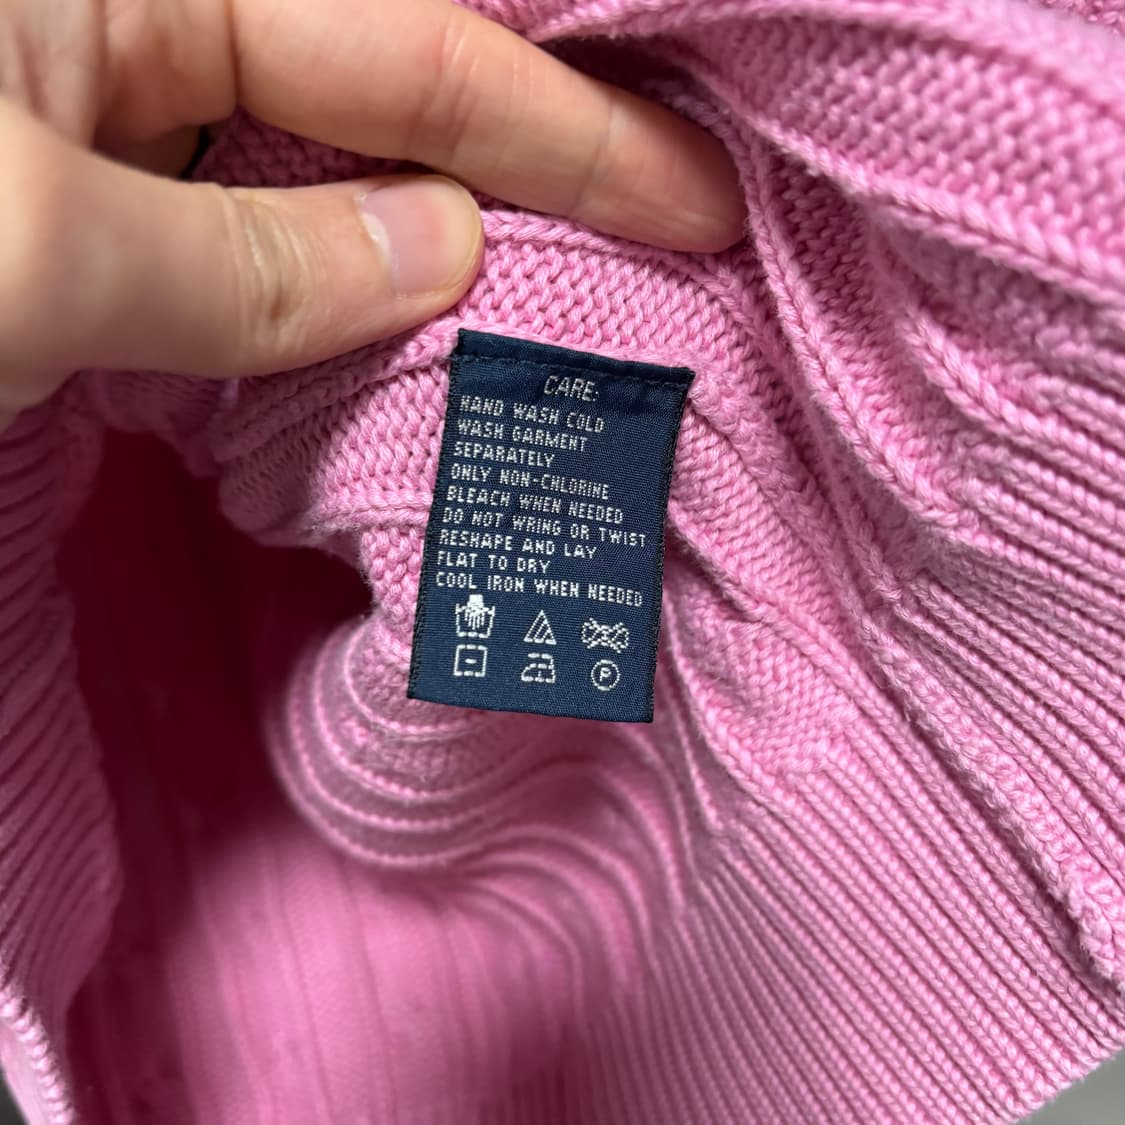 CARE:
HAND WASH COLD
WASH GARMENT
SEPARATELY
ONLY NON-CHLORINE
BLEACH WHEN NEEDED
DO NOT WRING OR TWIST
RESHAPE AND LAY
FLAT TO DRY
COOL IRON WHEN NEEDED
P